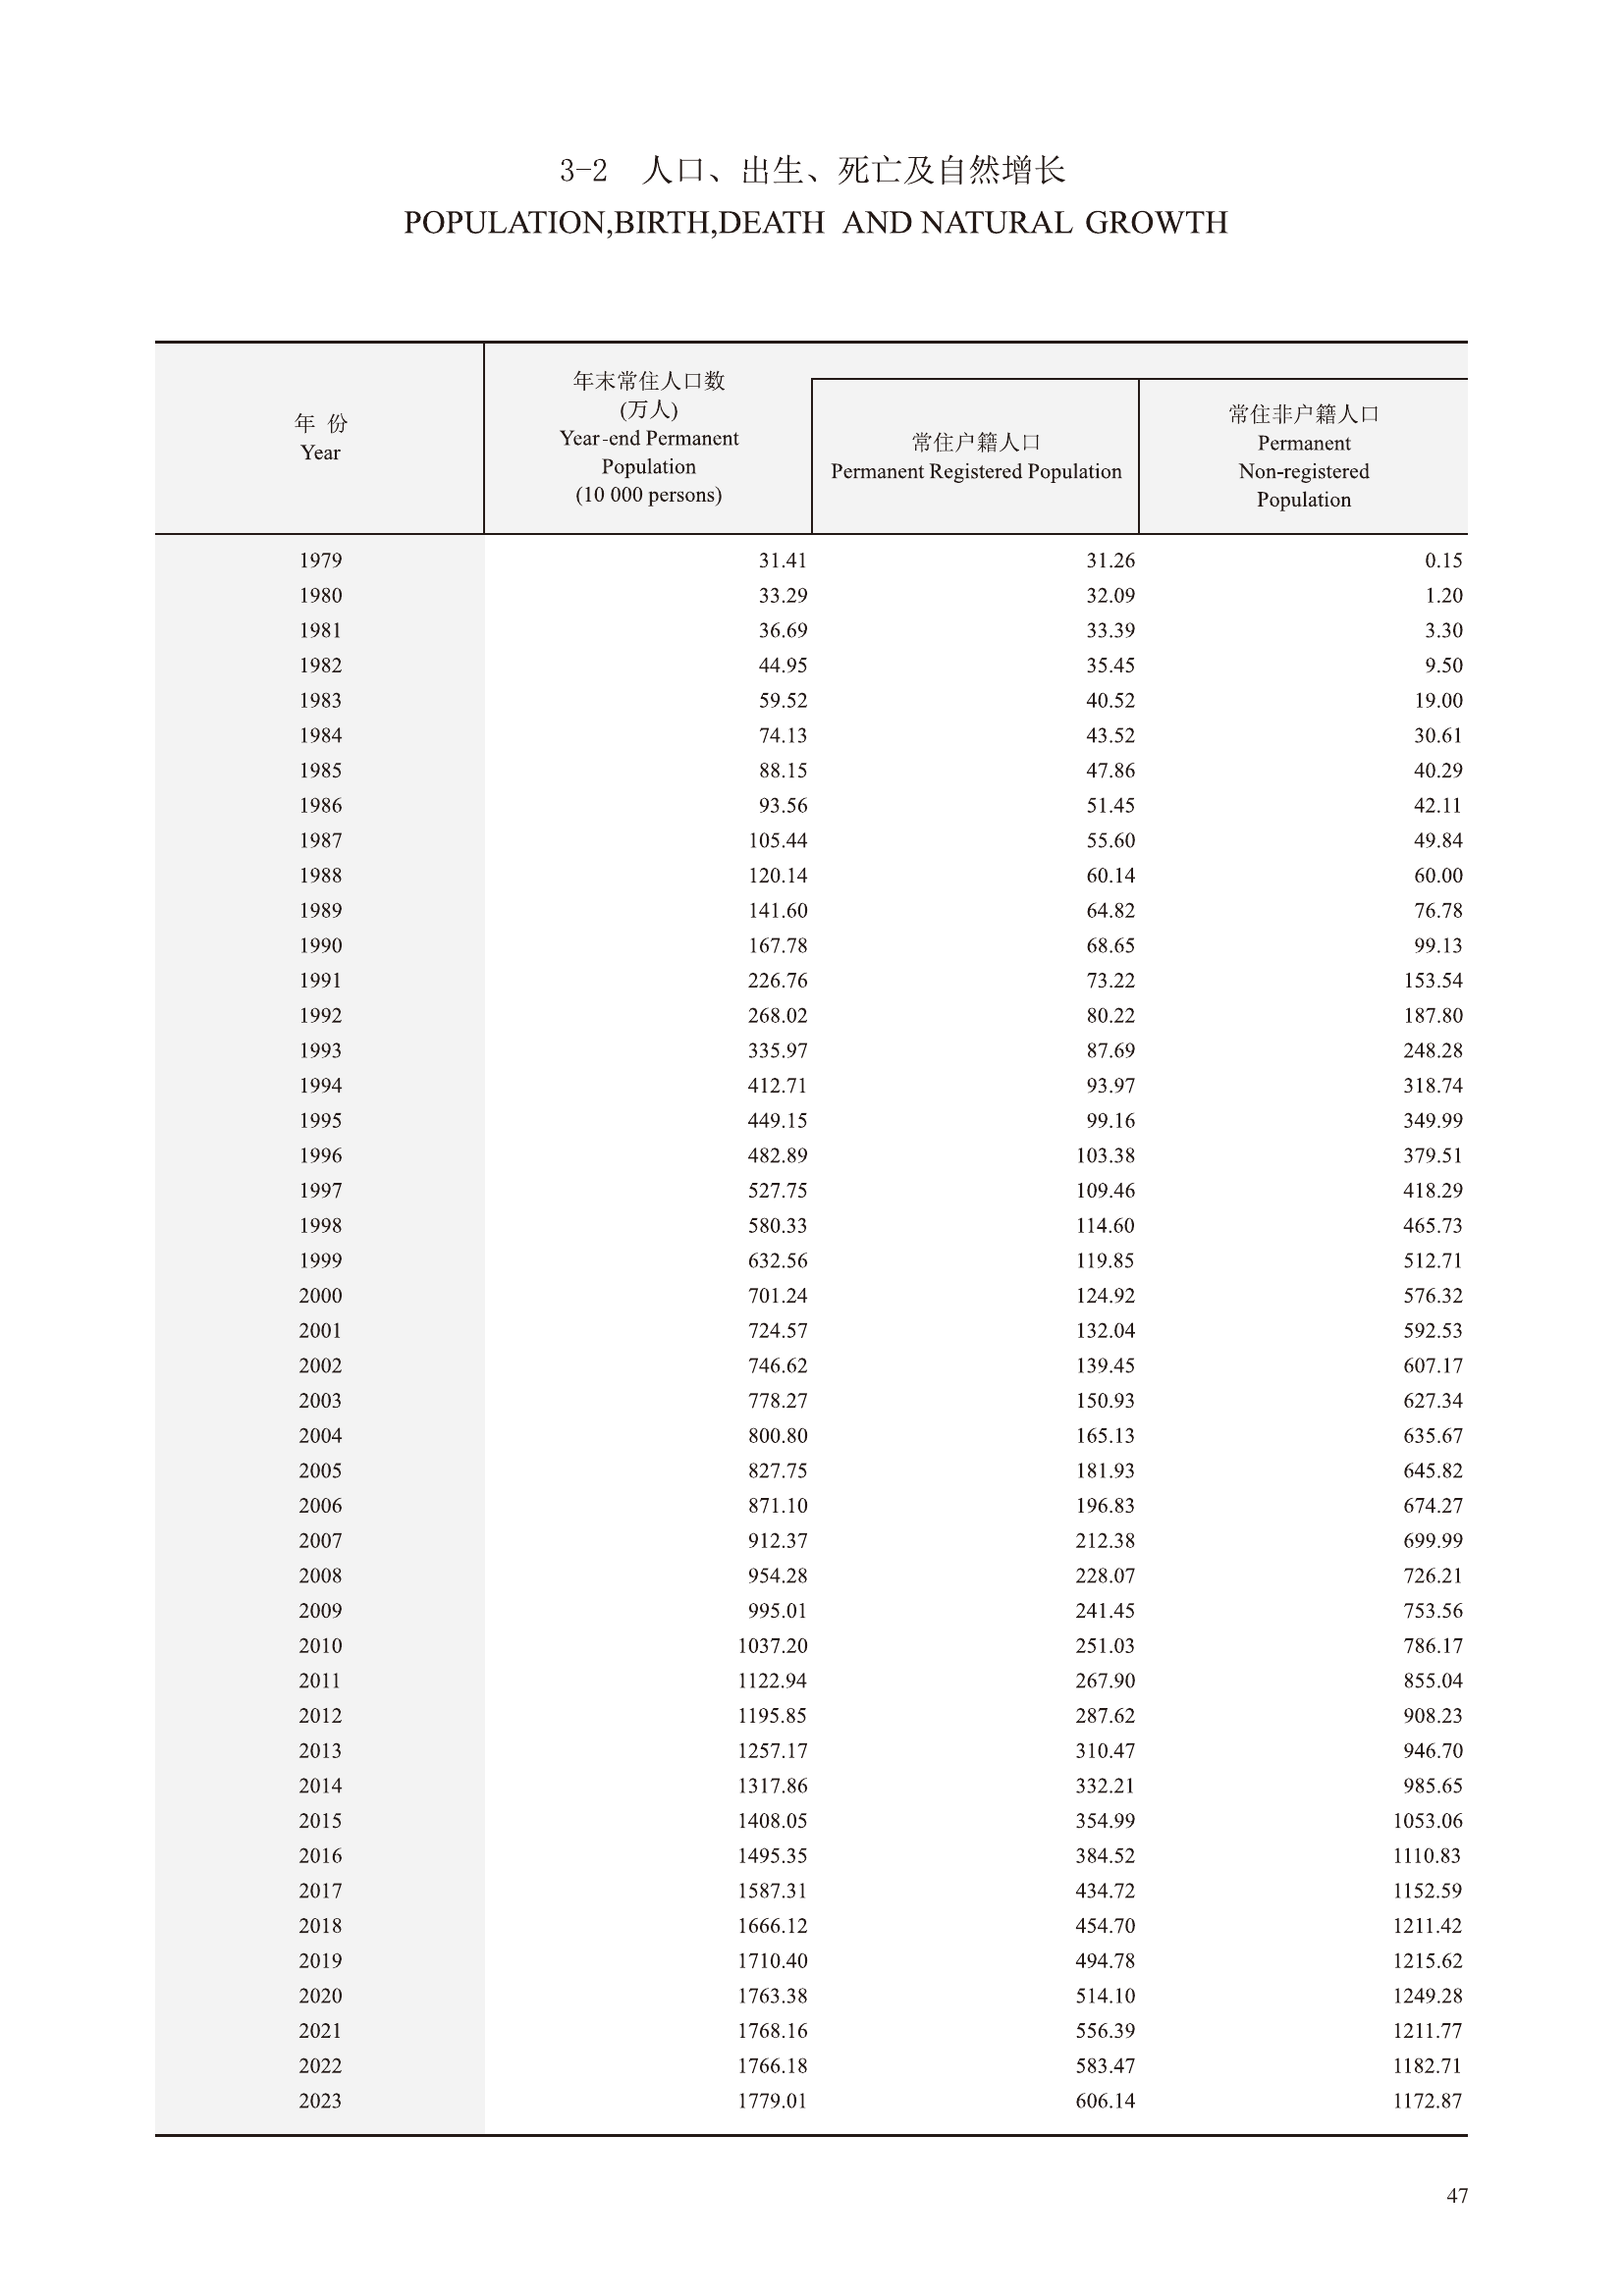 3-2 人口、出生、死亡及自然增长
POPULATION,BIRTH,DEATH AND NATURAL GROWTH
年 份
Year
年末常住人口数
(万人)
Year-end Permanent
Population
(10 000 persons)
常住户籍人口
Permanent Registered Population
常住非户籍人口
Permanent
Non-registered
Population
1979 31.41 31.26 0.15
1980 33.29 32.09 1.20
1981 36.69 33.39 3.30
1982 44.95 35.45 9.50
1983 59.52 40.52 19.00
1984 74.13 43.52 30.61
1985 88.15 47.86 40.29
1986 93.56 51.45 42.11
1987 105.44 55.60 49.84
1988 120.14 60.14 60.00
1989 141.60 64.82 76.78
1990 167.78 68.65 99.13
1991 226.76 73.22 153.54
1992 268.02 80.22 187.80
1993 335.97 87.69 248.28
1994 412.71 93.97 318.74
1995 449.15 99.16 349.99
1996 482.89 103.38 379.51
1997 527.75 109.46 418.29
1998 580.33 114.60 465.73
1999 632.56 119.85 512.71
2000 701.24 124.92 576.32
2001 724.57 132.04 592.53
2002 746.62 139.45 607.17
2003 778.27 150.93 627.34
2004 800.80 165.13 635.67
2005 827.75 181.93 645.82
2006 871.10 196.83 674.27
2007 912.37 212.38 699.99
2008 954.28 228.07 726.21
2009 995.01 241.45 753.56
2010 1037.20 251.03 786.17
2011 1122.94 267.90 855.04
2012 1195.85 287.62 908.23
2013 1257.17 310.47 946.70
2014 1317.86 332.21 985.65
2015 1408.05 354.99 1053.06
2016 1495.35 384.52 1110.83
2017 1587.31 434.72 1152.59
2018 1666.12 454.70 1211.42
2019 1710.40 494.78 1215.62
2020 1763.38 514.10 1249.28
2021 1768.16 556.39 1211.77
2022 1766.18 583.47 1182.71
2023 1779.01 606.14 1172.87
47